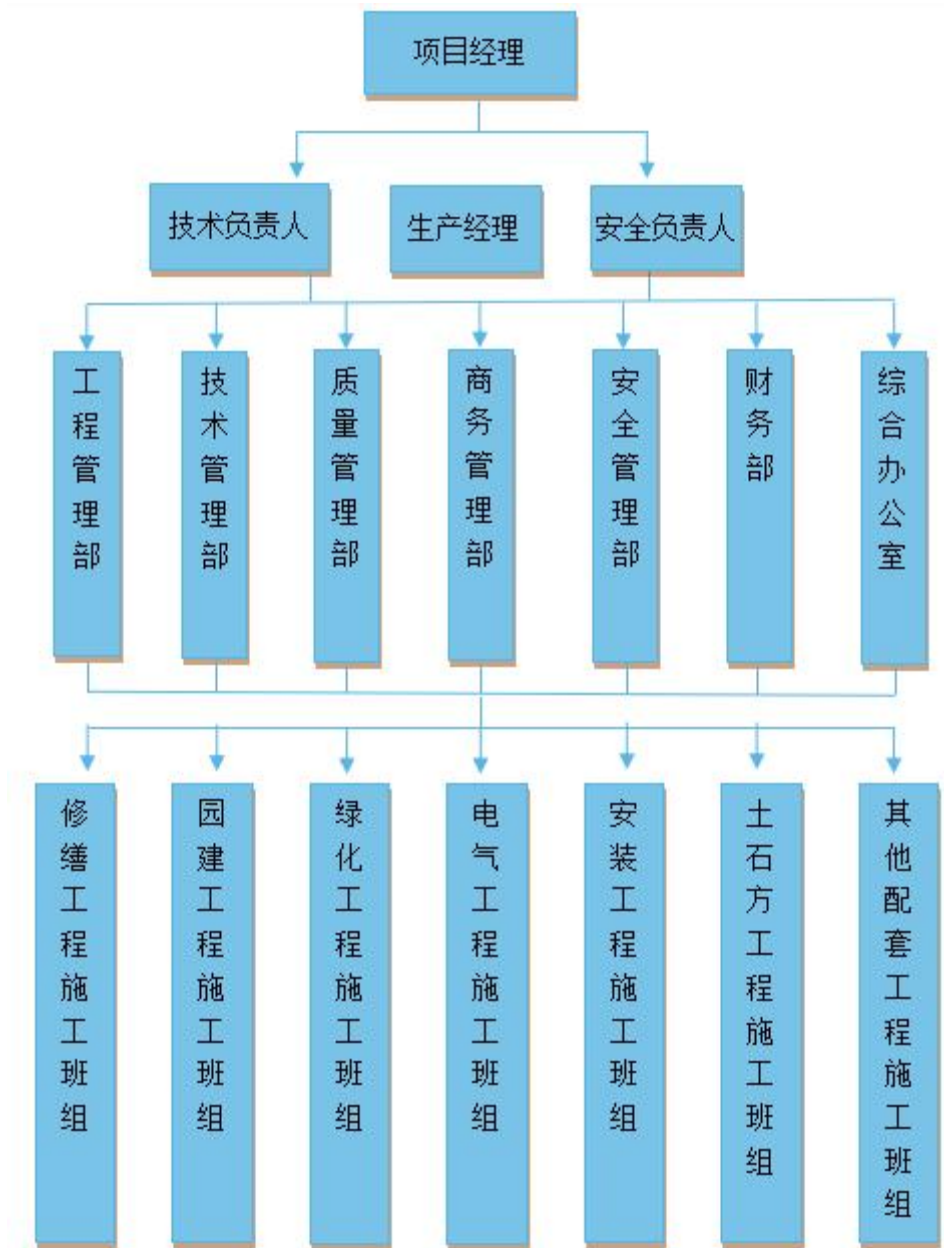 项目经理
技术负责人
生产经理
安全负责人
工程管理部
技术管理部
质量管理部
商务管理部
安全管理部
财务部
综合办公室
修缮工程施工班组
园建工程施工班组
绿化工程施工班组
电气工程施工班组
安装工程施工班组
土石方工程施工班组
其他配套工程施工班组